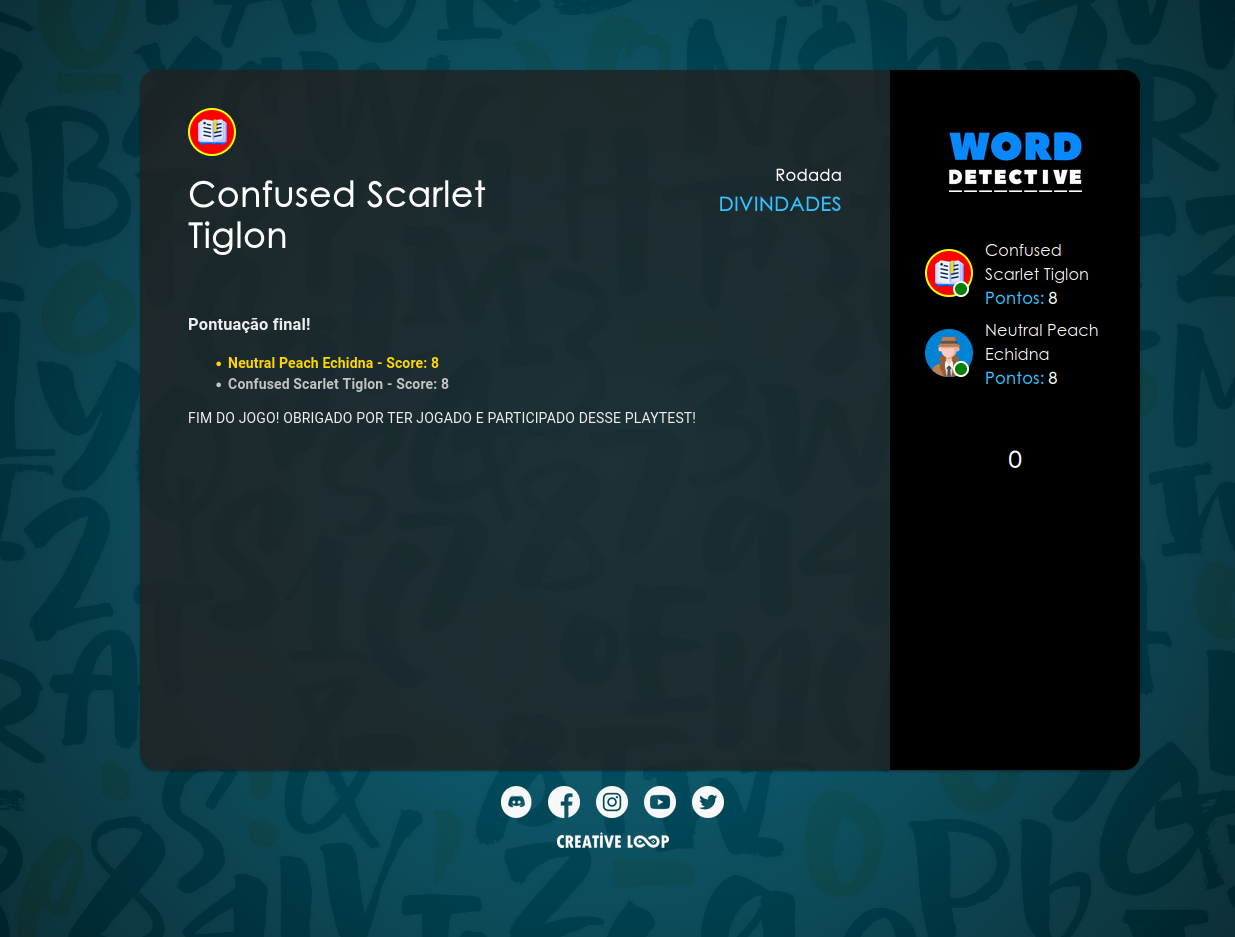 Confused Scarlet
Tiglon
Rodada
DIVINDADES
Pontuação final!
Neutral Peach Echidna - Score: 8
Confused Scarlet Tiglon - Score: 8
FIM DO JOGO! OBRIGADO POR TER JOGADO E PARTICIPADO DESSE PLAYTEST!
WORD
DETECTIVE
Confused
Scarlet Tiglon
Pontos: 8
Neutral Peach
Echidna
Pontos: 8
0
CREATIVE LOOP